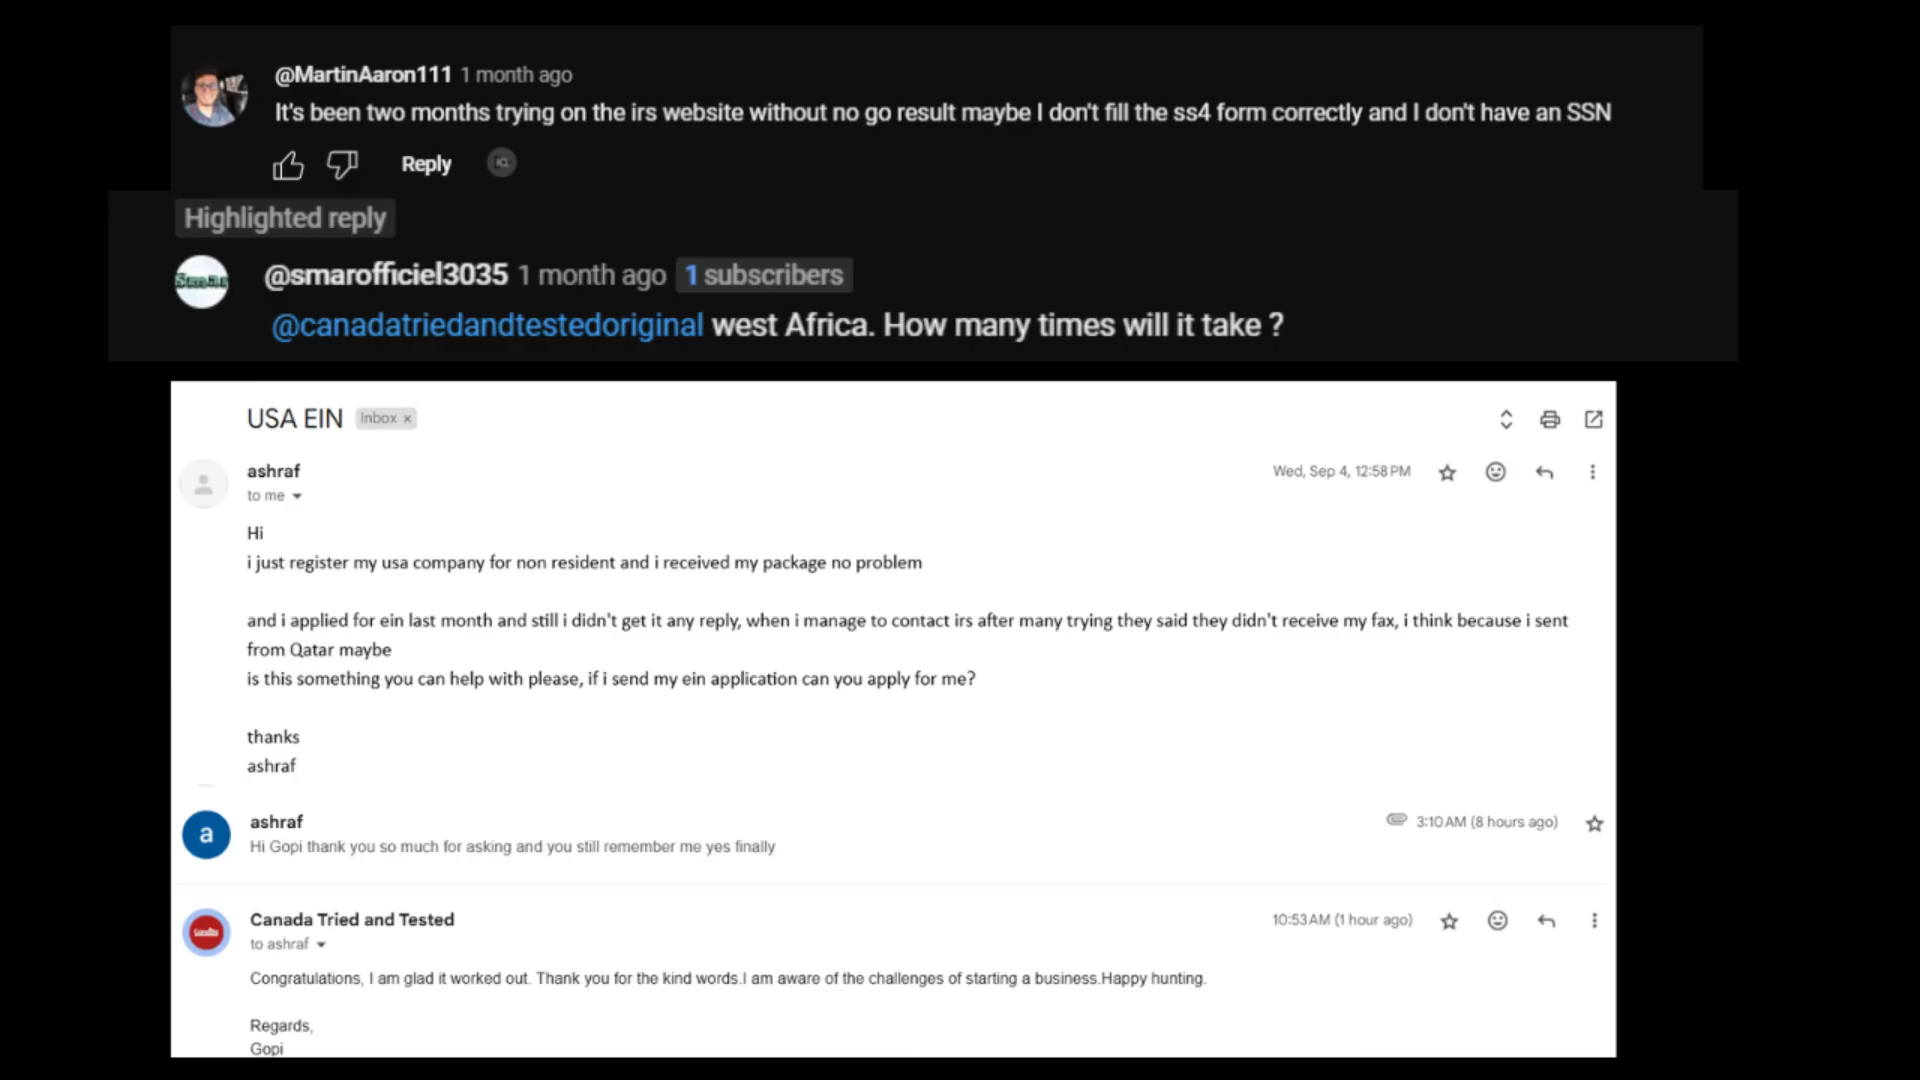 @MartinAaron111 1 month ago
It's been two months trying on the irs website without no go result maybe I don't fill the ss4 form correctly and I don't have an SSN
Reply
Highlighted reply
@smarofficiel3035 1 month ago 1 subscribers
@canadatriedandtestedoriginal west Africa. How many times will it take ?
USA EIN Inbox ×
ashraf Wed, Sep 4, 12:58 PM
to me
Hi
i just register my usa company for non resident and i received my package no problem
and i applied for ein last month and still i didn't get it any reply, when i manage to contact irs after many trying they said they didn't receive my fax, i think because i sent
from Qatar maybe
is this something you can help with please, if i send my ein application can you apply for me?
thanks
ashraf
a
ashraf 3:10 AM (8 hours ago)
Hi Gopi thank you so much for asking and you still remember me yes finally
Canada Tried and Tested 10:53 AM (1 hour ago)
to ashraf
Congratulations, I am glad it worked out. Thank you for the kind words.I am aware of the challenges of starting a business.Happy hunting.
Regards,
Gopi